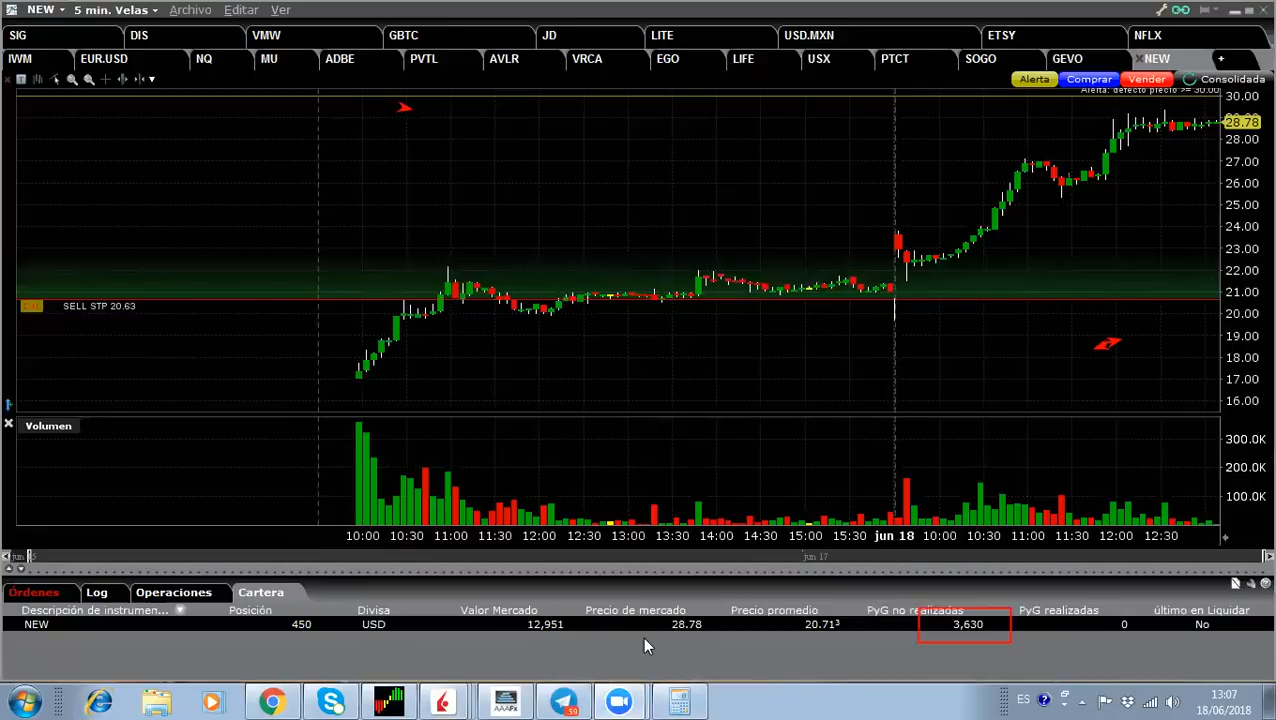 NEW 5 min. Velas Archivo Editar Ver
SIG DIS VMW GBTC JD LITE USD.MXN ETSY NFLX
IWM EUR.USD NQ MU ADBE PVTL AVLR VRCA EGO LIFE USX PTCT SOGO GEVO NEW +
Alerta Comprar Vender Consolidada
Alerta: defecto precio >= 30.00
30.00
28.78
28.00
27.00
26.00
25.00
24.00
23.00
22.00
21.00
SELL STP 20.63
20.00
19.00
18.00
17.00
16.00
Volumen
300.0K
200.0K
100.0K
10:00 10:30 11:00 11:30 12:00 12:30 13:00 13:30 14:00 14:30 15:00 15:30 jun 18 10:00 10:30 11:00 11:30 12:00 12:30
jun 17
Órdenes Log Operaciones Cartera
Descripción de instrumen... Posición Divisa Valor Mercado Precio de mercado Precio promedio PyG no realizadas PyG realizadas último en Liquidar
NEW 450 USD 12,951 28.78 20.71³ 3,630 0 No
AAAFx
59
ES
13:07
18/06/2018